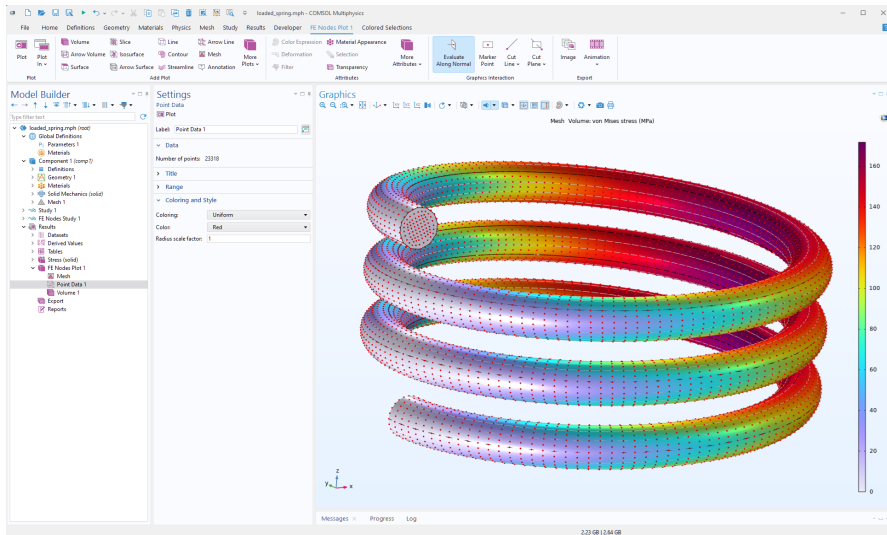 loaded_spring.mph - COMSOL Multiphysics
File Home Definitions Geometry Materials Physics Mesh Study Results Developer FE Nodes Plot 1 Colored Selections
Plot
Plot In
Volume
Arrow Volume
Surface
Slice
Isosurface
Arrow Surface
Line
Contour
Streamline
Arrow Line
Mesh
Annotation
More Plots
Color Expression
Deformation
Filter
Material Appearance
Selection
Transparency
More Attributes
Evaluate Along Normal
Marker Point
Cut Line
Cut Plane
Image
Animation
Plot
Add Plot
Attributes
Graphics Interaction
Export
Model Builder
Type filter text
loaded_spring.mph (root)
Global Definitions
Parameters 1
Materials
Component 1 (comp1)
Definitions
Geometry 1
Materials
Solid Mechanics (solid)
Mesh 1
Study 1
FE Nodes Study 1
Results
Datasets
Derived Values
Tables
Stress (solid)
FE Nodes Plot 1
Mesh
Point Data 1
Volume 1
Export
Reports
Settings
Point Data
Plot
Label: Point Data 1
Data
Number of points: 23318
Title
Range
Coloring and Style
Coloring: Uniform
Color: Red
Radius scale factor: 1
Graphics
Mesh Volume: von Mises stress (MPa)
160
140
120
100
80
60
40
20
0
z
y
x
Messages Progress Log
2.23 GB | 2.64 GB